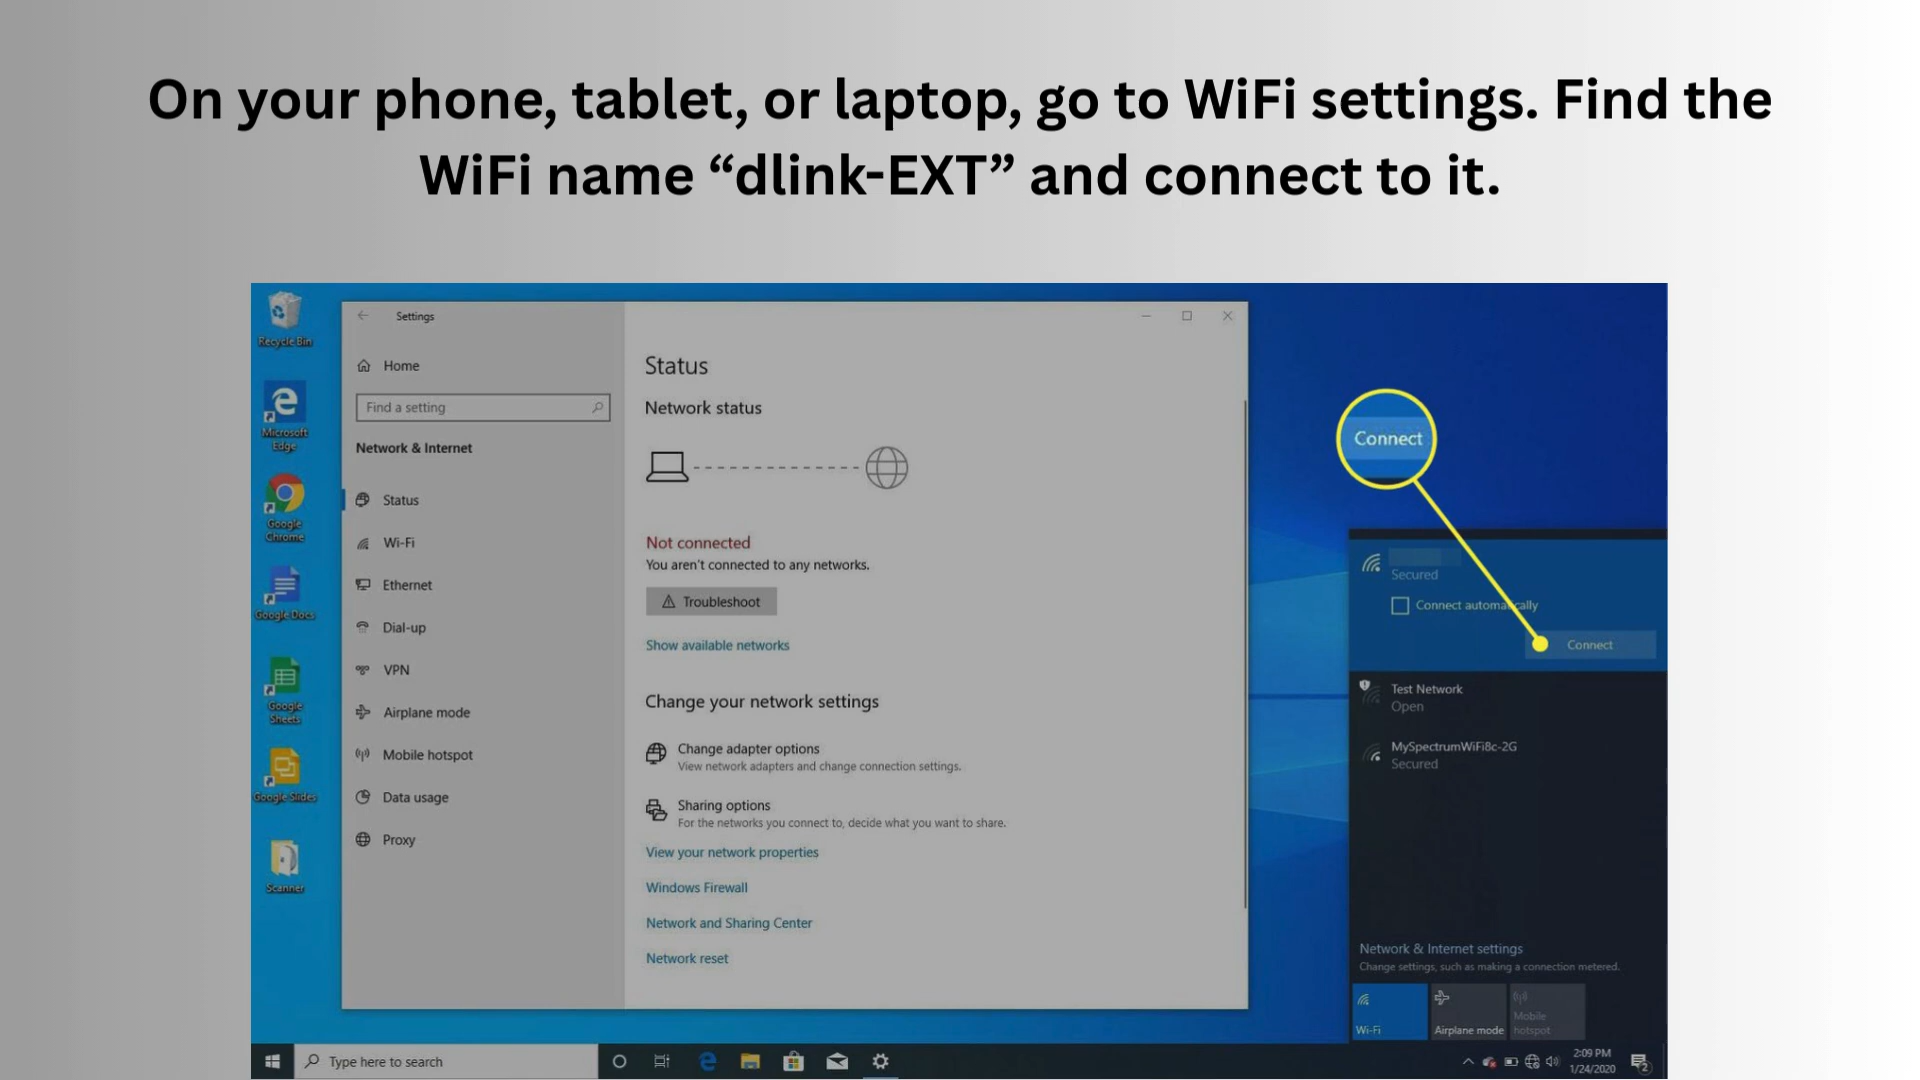 On your phone, tablet, or laptop, go to WiFi settings. Find the
WiFi name “dlink-EXT” and connect to it.
Recycle Bin
Microsoft
Edge
Google
Chrome
Google Docs
Google
Sheets
Google Slides
Scanner
Settings
Home
Find a setting
Network & Internet
Status
Wi-Fi
Ethernet
Dial-up
VPN
Airplane mode
Mobile hotspot
Data usage
Proxy
Status
Network status
Not connected
You aren't connected to any networks.
Troubleshoot
Show available networks
Change your network settings
Change adapter options
View network adapters and change connection settings.
Sharing options
For the networks you connect to, decide what you want to share.
View your network properties
Windows Firewall
Network and Sharing Center
Network reset
Connect
Secured
Connect automatically
Connect
Test Network
Open
MySpectrumWiFi8c-2G
Secured
Network & Internet settings
Change settings, such as making a connection metered.
Wi-Fi
Airplane mode
Mobile
hotspot
Type here to search
2:09 PM
1/24/2020
2